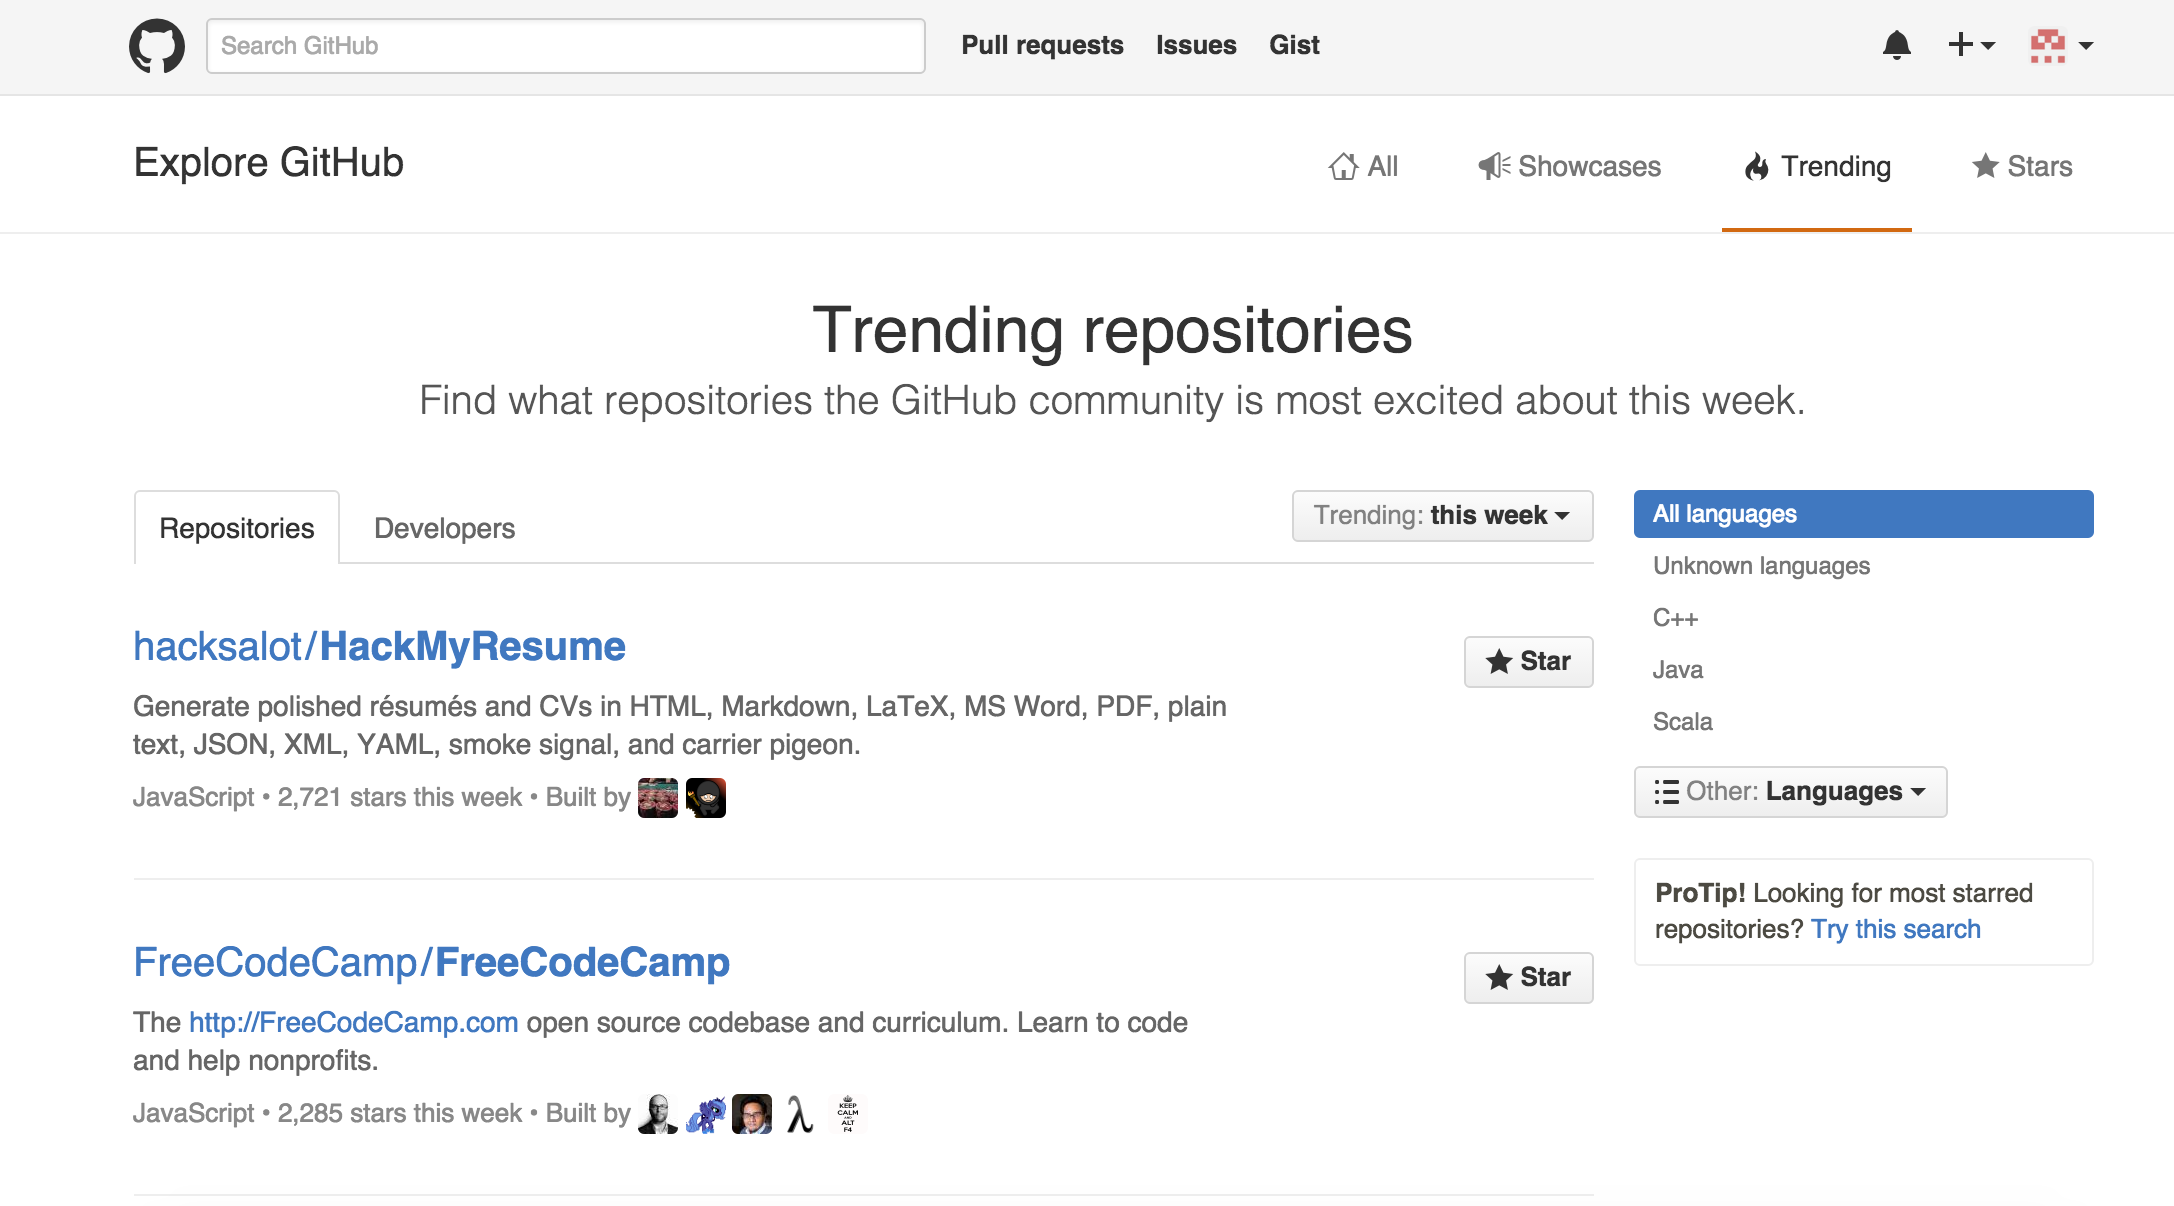 Search GitHub
Pull requests Issues Gist
Explore GitHub
All Showcases Trending Stars
Trending repositories
Find what repositories the GitHub community is most excited about this week.
Repositories Developers
Trending: this week
All languages
Unknown languages
C++
Java
Scala
Other: Languages
ProTip! Looking for most starred
repositories? Try this search
hacksalot/HackMyResume
Star
Generate polished résumés and CVs in HTML, Markdown, LaTeX, MS Word, PDF, plain
text, JSON, XML, YAML, smoke signal, and carrier pigeon.
JavaScript • 2,721 stars this week • Built by
FreeCodeCamp/FreeCodeCamp
Star
The http://FreeCodeCamp.com open source codebase and curriculum. Learn to code
and help nonprofits.
JavaScript • 2,285 stars this week • Built by
λ
KEEP
CALM
AND
ALT
F4